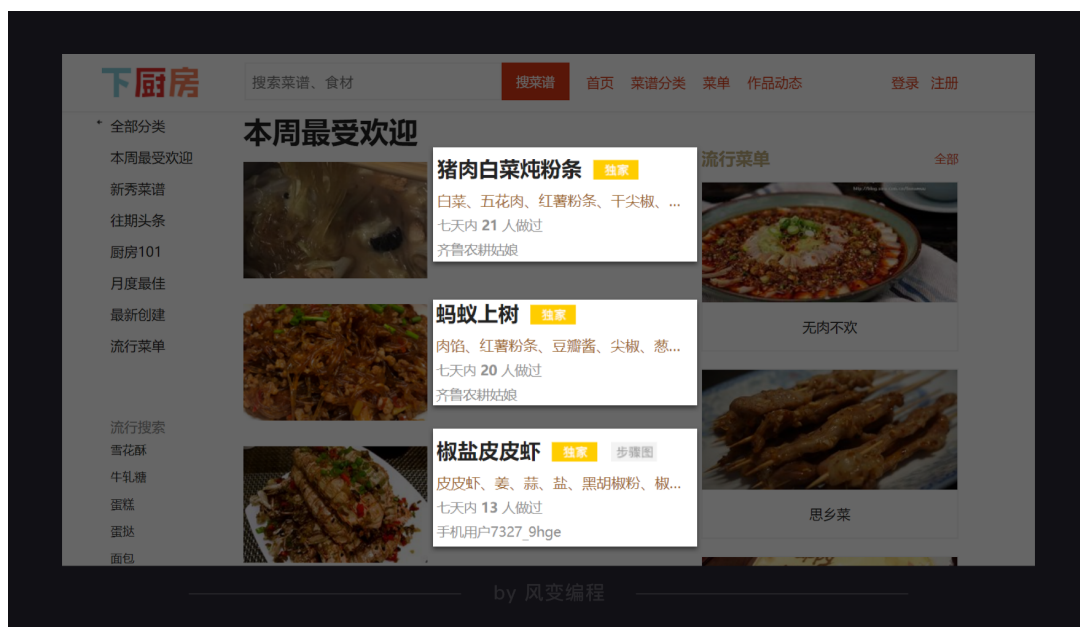 下厨房
搜索菜谱、食材
搜菜谱
首页 菜谱分类 菜单 作品动态
登录 注册
全部分类
本周最受欢迎
新秀菜谱
往期头条
厨房101
月度最佳
最新创建
流行菜单
流行搜索
雪花酥
牛轧糖
蛋糕
蛋挞
面包
本周最受欢迎
猪肉白菜炖粉条 独家
白菜、五花肉、红薯粉条、干尖椒、...
七天内 21 人做过
齐鲁农耕姑娘
蚂蚁上树 独家
肉馅、红薯粉条、豆瓣酱、尖椒、葱...
七天内 20 人做过
齐鲁农耕姑娘
椒盐皮皮虾 独家 步骤图
皮皮虾、姜、蒜、盐、黑胡椒粉、椒...
七天内 13 人做过
手机用户7327_9hge
流行菜单 全部
无肉不欢
思乡菜
by 风变编程